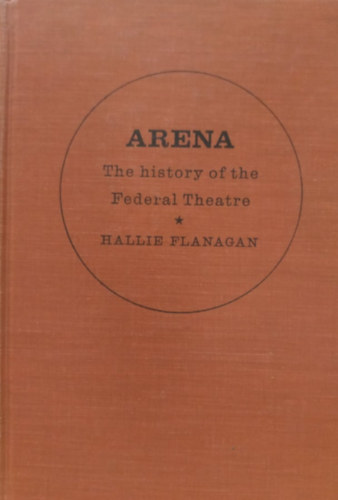 ARENA
The history of the
Federal Theatre
★
HALLIE FLANAGAN